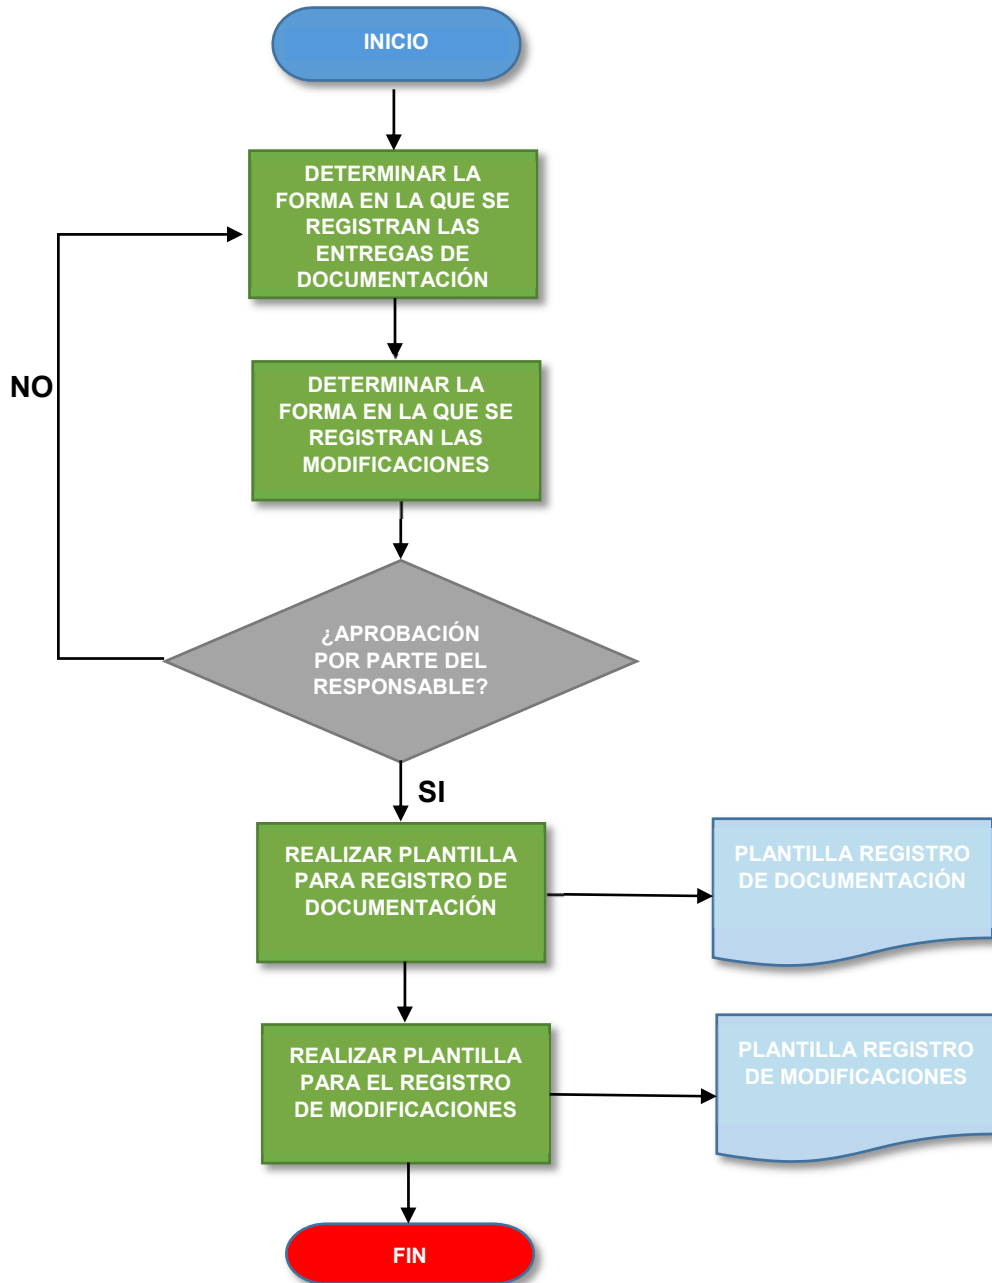 INICIO
DETERMINAR LA
FORMA EN LA QUE SE
REGISTRAN LAS
ENTREGAS DE
DOCUMENTACIÓN
NO
DETERMINAR LA
FORMA EN LA QUE SE
REGISTRAN LAS
MODIFICACIONES
¿APROBACIÓN
POR PARTE DEL
RESPONSABLE?
SI
REALIZAR PLANTILLA
PARA REGISTRO DE
DOCUMENTACIÓN
PLANTILLA REGISTRO
DE DOCUMENTACIÓN
REALIZAR PLANTILLA
PARA EL REGISTRO
DE MODIFICACIONES
PLANTILLA REGISTRO
DE MODIFICACIONES
FIN